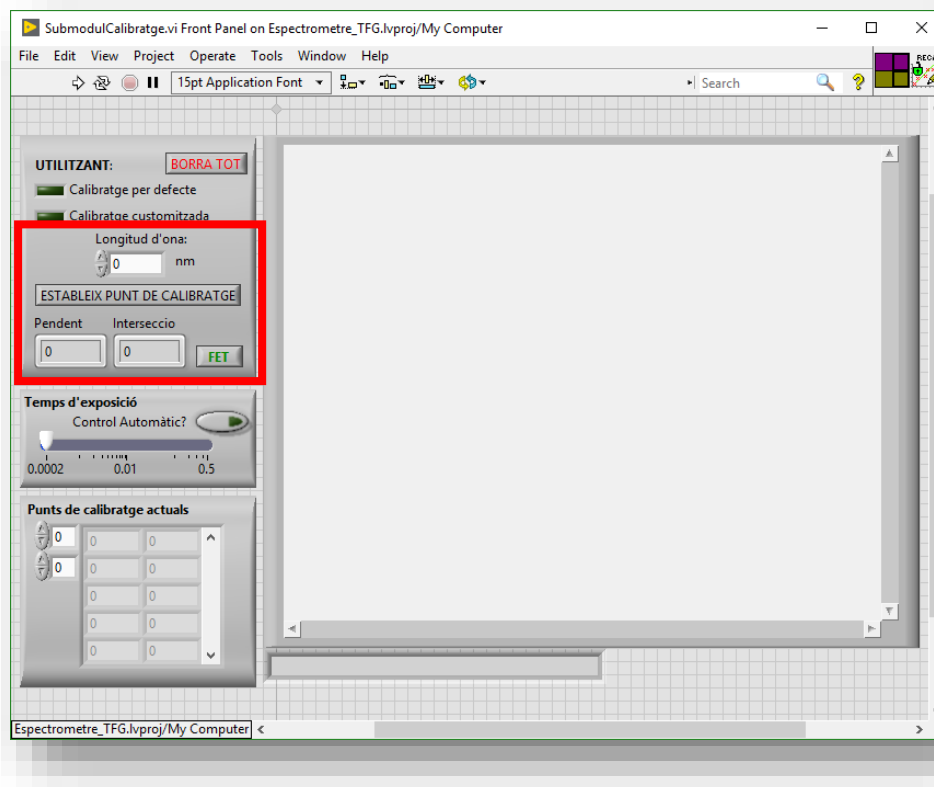 SubmodulCalibratge.vi Front Panel on Espectrometre_TFG.lvproj/My Computer
File Edit View Project Operate Tools Window Help
15pt Application Font
Search
UTILITZANT:
BORRA TOT
Calibratge per defecte
Calibratge customitzada
Longitud d'ona:
0 nm
ESTABLEIX PUNT DE CALIBRATGE
Pendent Interseccio
0 0 FET
Temps d'exposició
Control Automàtic?
0.0002 0.01 0.5
Punts de calibratge actuals
0 0 0
0 0 0
0 0
0 0
0 0
Espectrometre_TFG.lvproj/My Computer